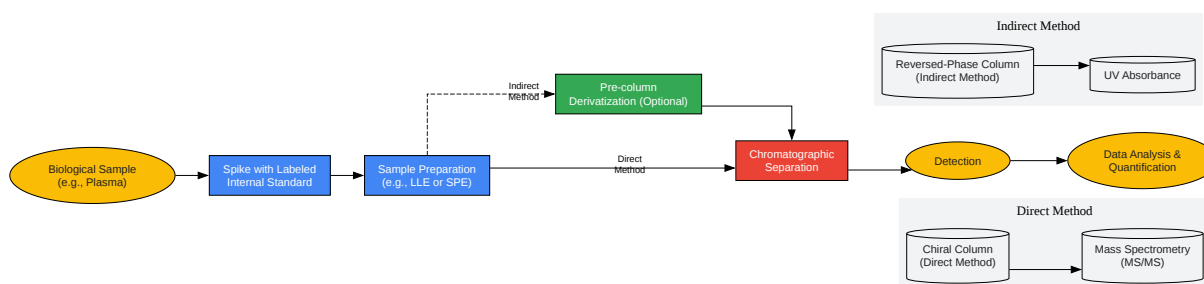 Biological Sample
(e.g., Plasma)
Spike with Labeled
Internal Standard
Sample Preparation
(e.g., LLE or SPE)
Indirect
Method
Pre-column
Derivatization (Optional)
Direct
Method
Chromatographic
Separation
Detection
Data Analysis &
Quantification
Indirect Method
Reversed-Phase Column
(Indirect Method)
UV Absorbance
Direct Method
Chiral Column
(Direct Method)
Mass Spectrometry
(MS/MS)